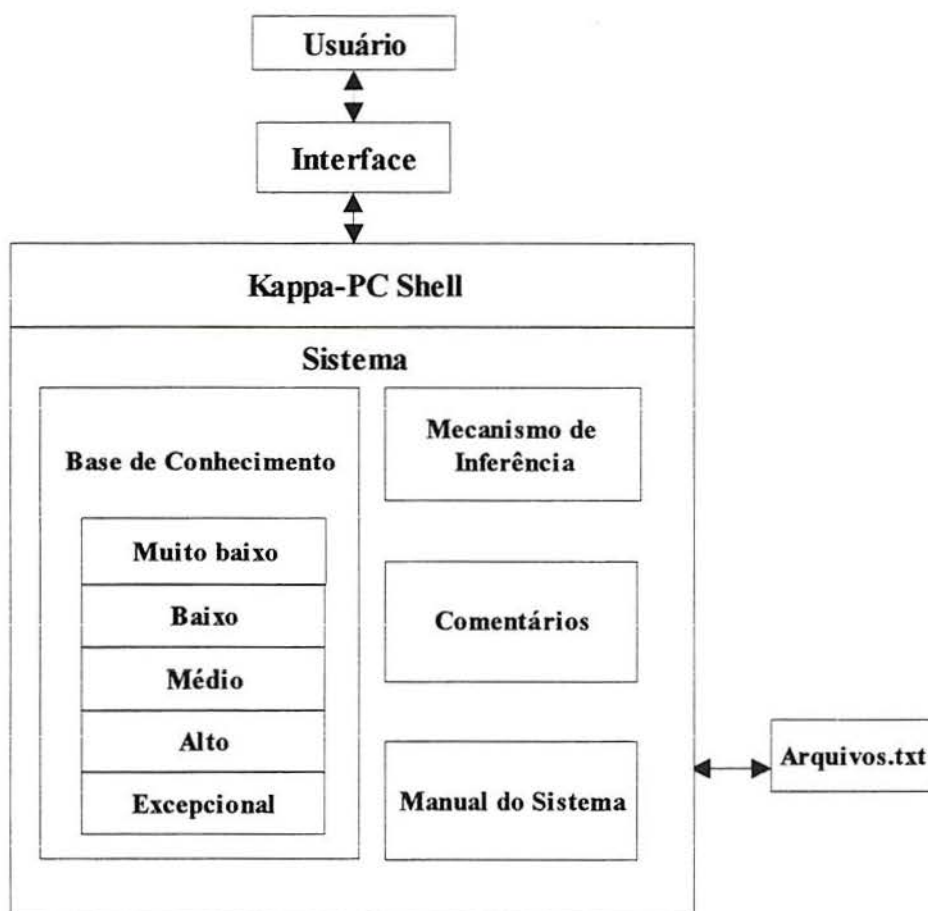 Usuário
Interface
Kappa-PC Shell
Sistema
Base de Conhecimento
Muito baixo
Baixo
Médio
Alto
Excepcional
Mecanismo de
Inferência
Comentários
Manual do Sistema
Arquivos.txt